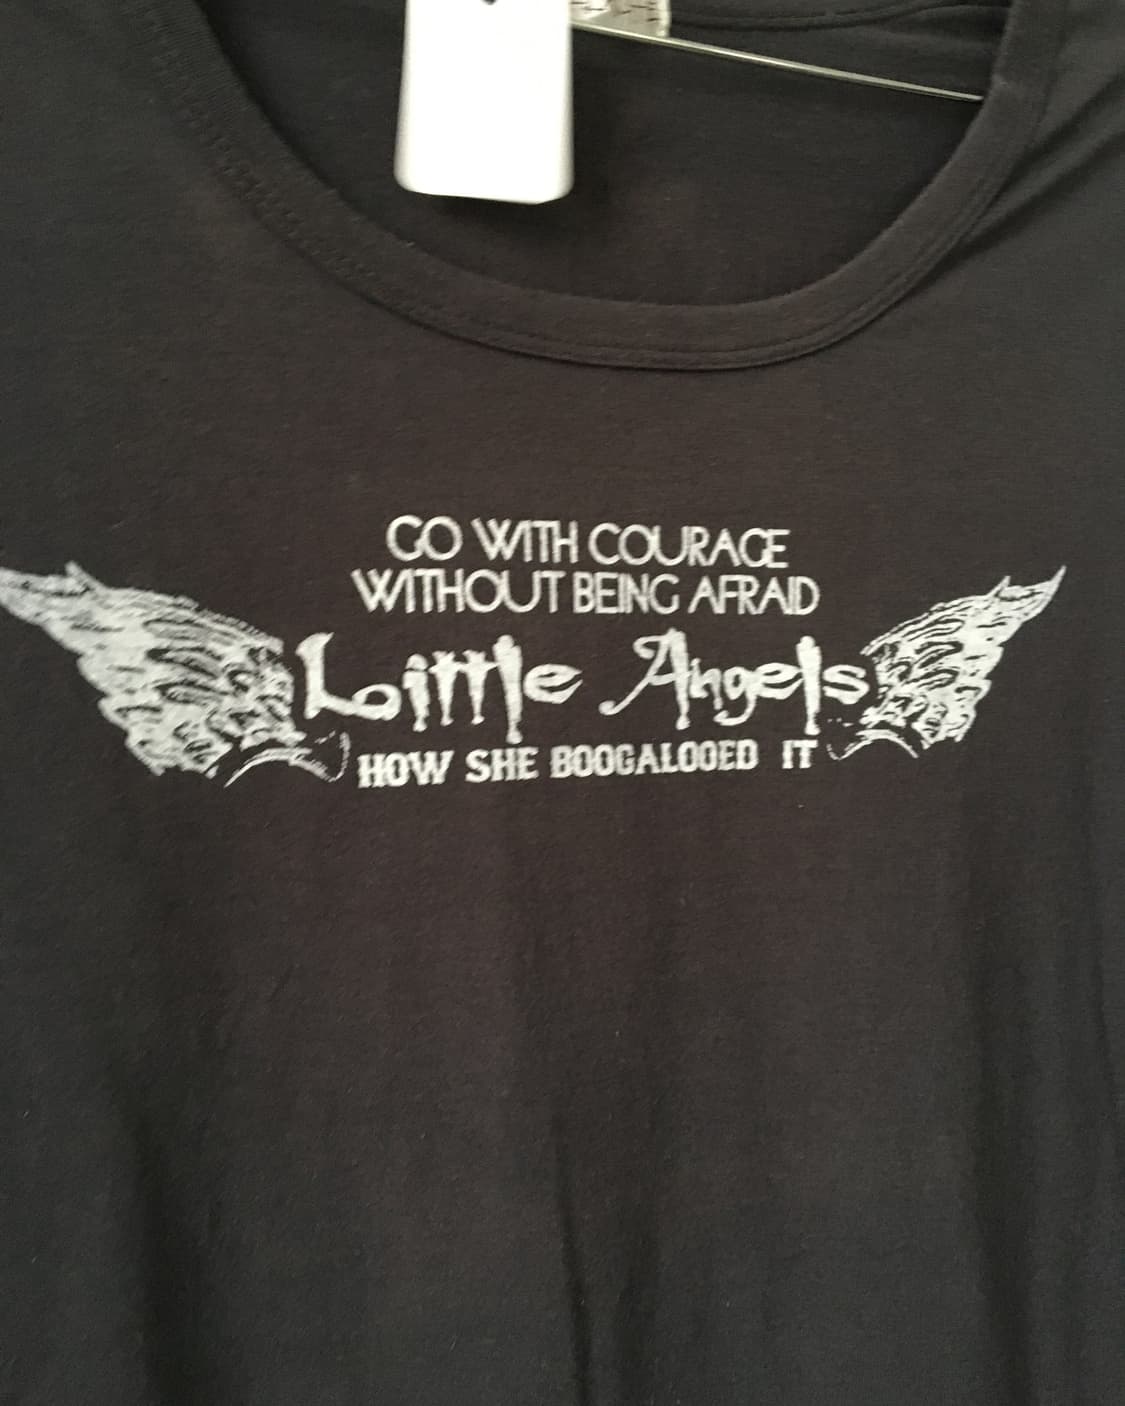 GO WITH COURAGE
WITHOUT BEING AFRAID
Little Angels
HOW SHE BOOGALOOED IT